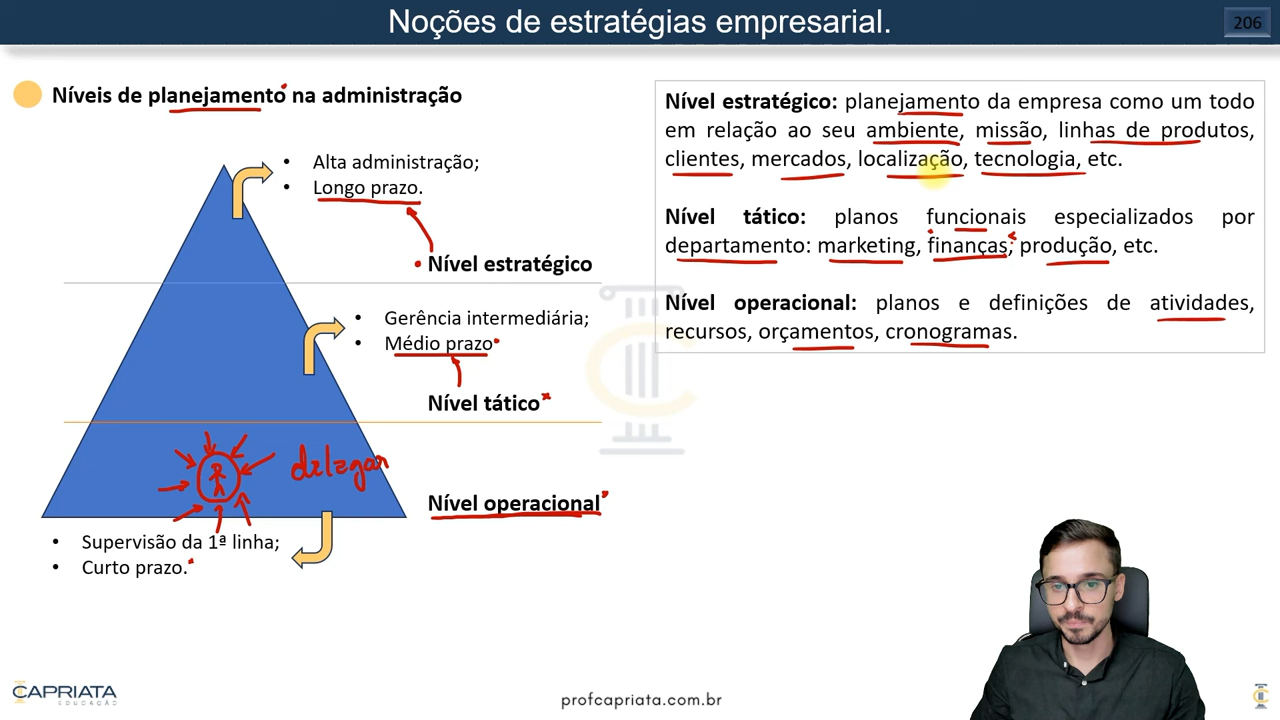 Noções de estratégias empresarial.
206
Níveis de planejamento na administração
• Alta administração;
• Longo prazo.
Nível estratégico
• Gerência intermediária;
• Médio prazo
Nível tático
delegar
Nível operacional
• Supervisão da 1ª linha;
• Curto prazo.
Nível estratégico: planejamento da empresa como um todo
em relação ao seu ambiente, missão, linhas de produtos,
clientes, mercados, localização, tecnologia, etc.
Nível tático: planos funcionais especializados por
departamento: marketing, finanças, produção, etc.
Nível operacional: planos e definições de atividades,
recursos, orçamentos, cronogramas.
CAPRIATA
EDUCAÇÃO
profcapriata.com.br